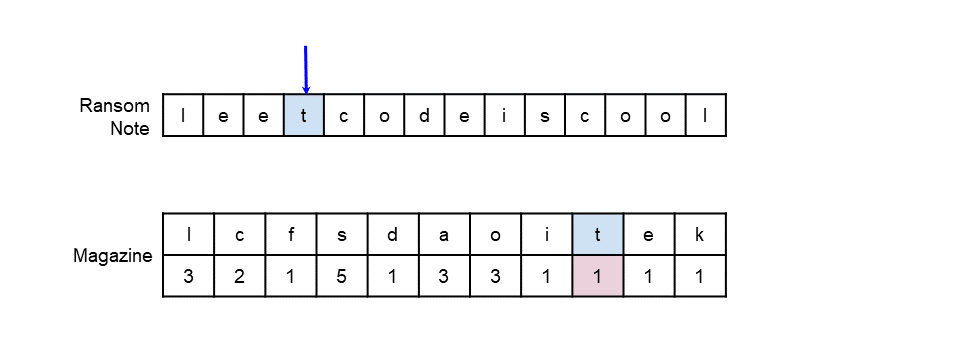 Ransom Note l e e t c o d e i s c o o l
Magazine
l c f s d a o i t e k
3 2 1 5 1 3 3 1 1 1 1